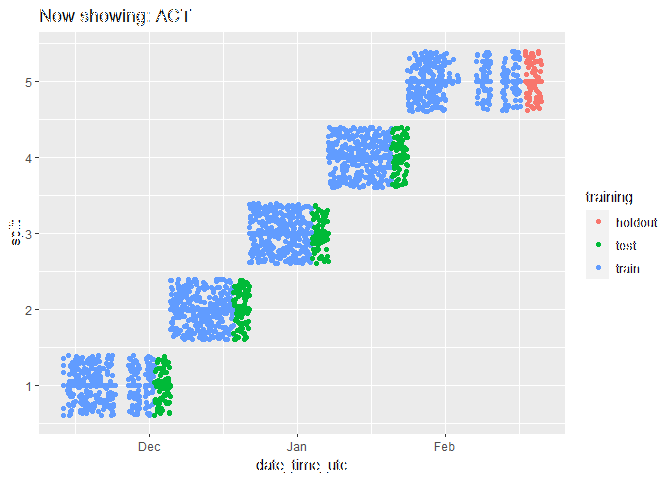 Now showing: ACT
5
4
3
2
1
split
Dec Jan Feb
date_time_utc
training
holdout
test
train